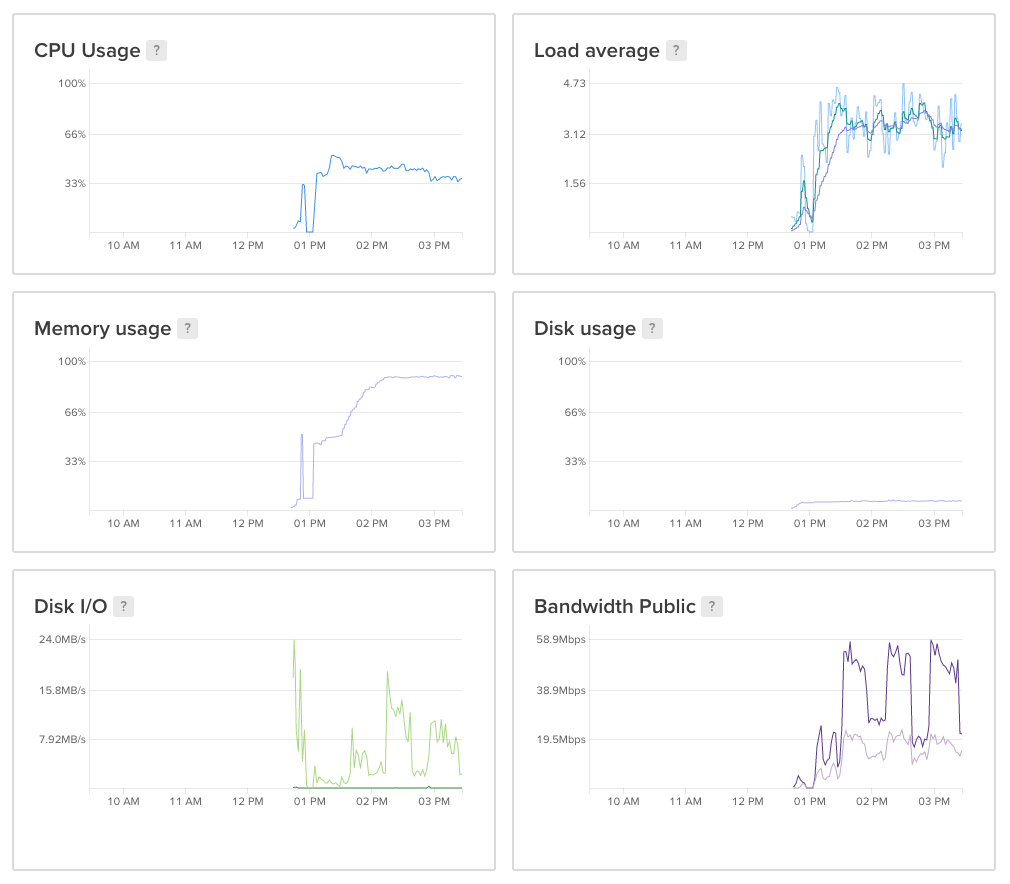 CPU Usage ?
100%
66%
33%
10 AM 11 AM 12 PM 01 PM 02 PM 03 PM
Load average ?
4.73
3.12
1.56
10 AM 11 AM 12 PM 01 PM 02 PM 03 PM
Memory usage ?
100%
66%
33%
10 AM 11 AM 12 PM 01 PM 02 PM 03 PM
Disk usage ?
100%
66%
33%
10 AM 11 AM 12 PM 01 PM 02 PM 03 PM
Disk I/O ?
24.0MB/s
15.8MB/s
7.92MB/s
10 AM 11 AM 12 PM 01 PM 02 PM 03 PM
Bandwidth Public ?
58.9Mbps
38.9Mbps
19.5Mbps
10 AM 11 AM 12 PM 01 PM 02 PM 03 PM